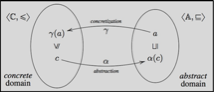 ⟨ℂ, ⩽⟩ ⟨𝔸, ⊑⟩
concretization
γ(a) γ a
⩔ ⊔|
c α α(c)
abstraction
concrete abstract
domain domain